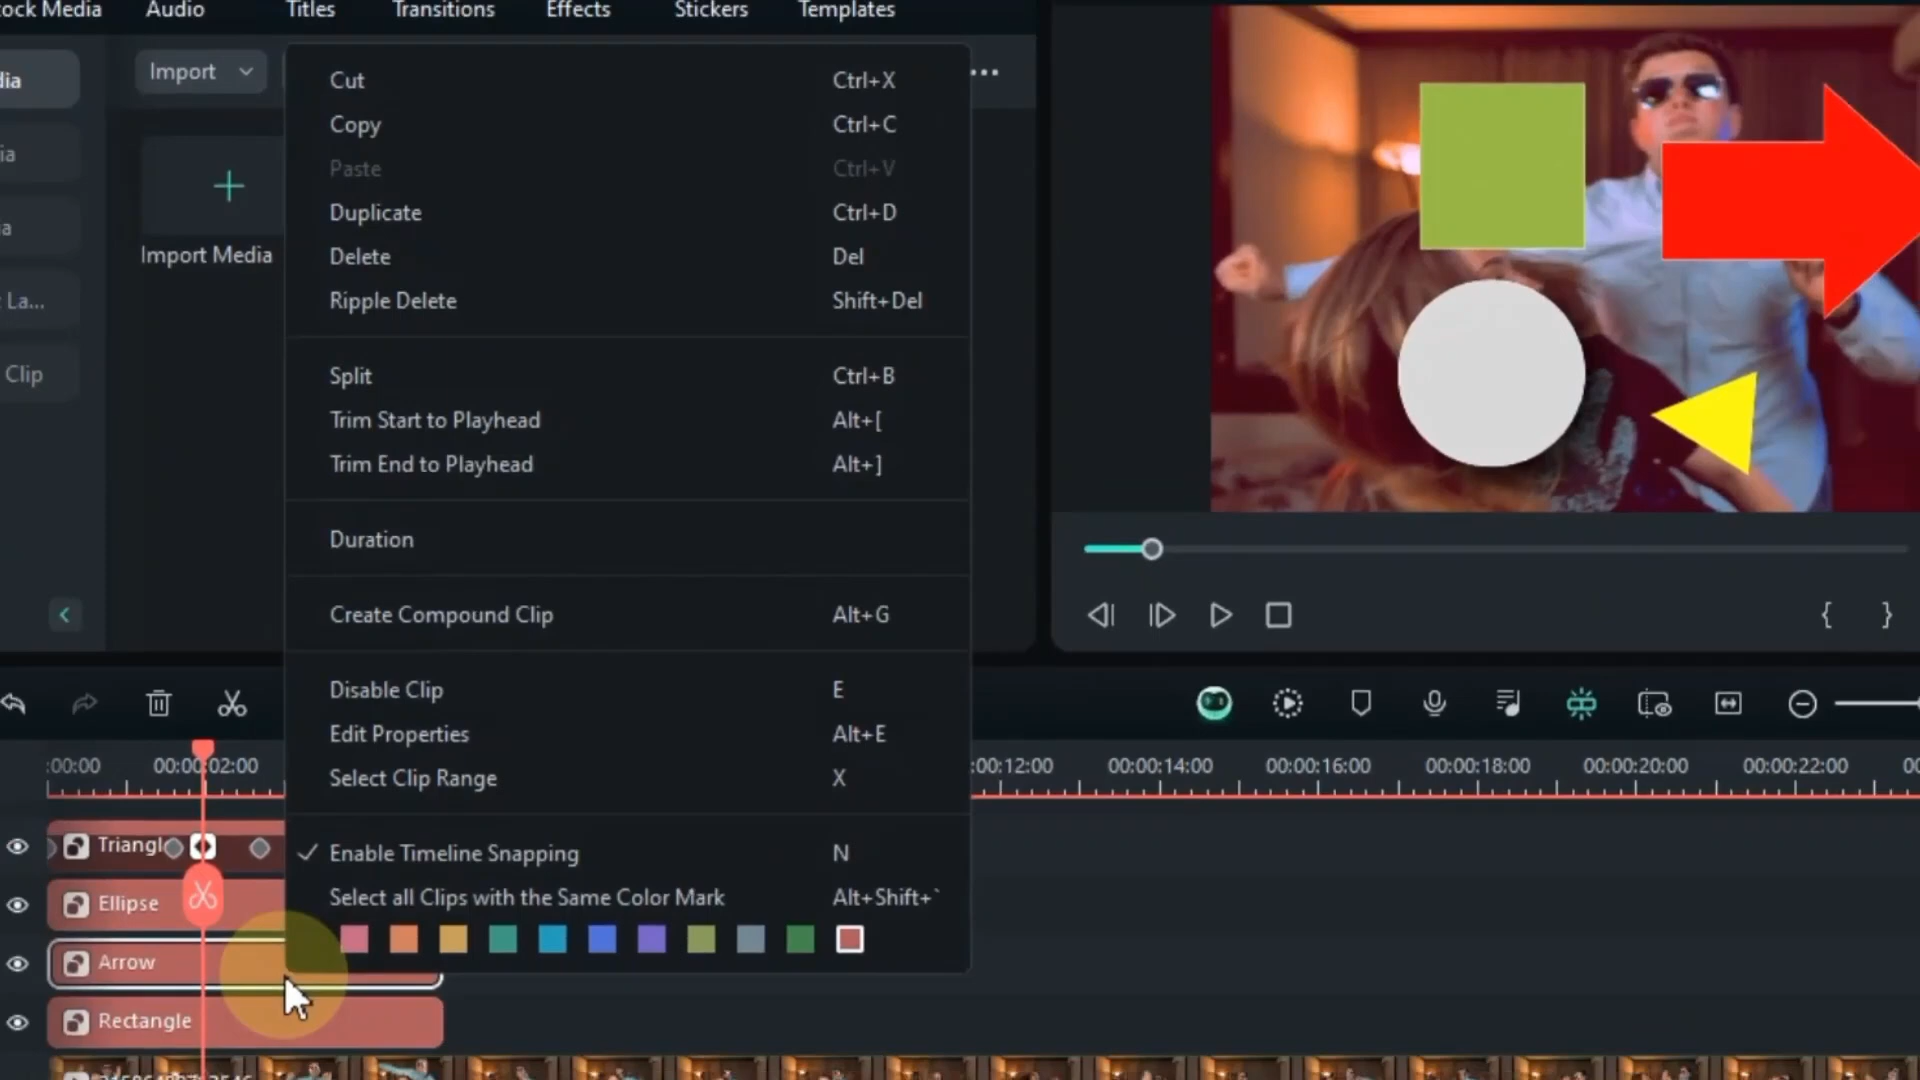 ock Media Audio Titles Transitions Effects Stickers Templates
Import
dia
ia
a
La...
Clip
Import Media
Cut Ctrl+X
Copy Ctrl+C
Paste Ctrl+V
Duplicate Ctrl+D
Delete Del
Ripple Delete Shift+Del
Split Ctrl+B
Trim Start to Playhead Alt+[
Trim End to Playhead Alt+]
Duration
Create Compound Clip Alt+G
Disable Clip E
Edit Properties Alt+E
Select Clip Range X
Enable Timeline Snapping N
Select all Clips with the Same Color Mark Alt+Shift+`
{ }
:00:00 00:00:02:00 :00:12:00 00:00:14:00 00:00:16:00 00:00:18:00 00:00:20:00 00:00:22:00 00
Triangl
Ellipse
Arrow
Rectangle